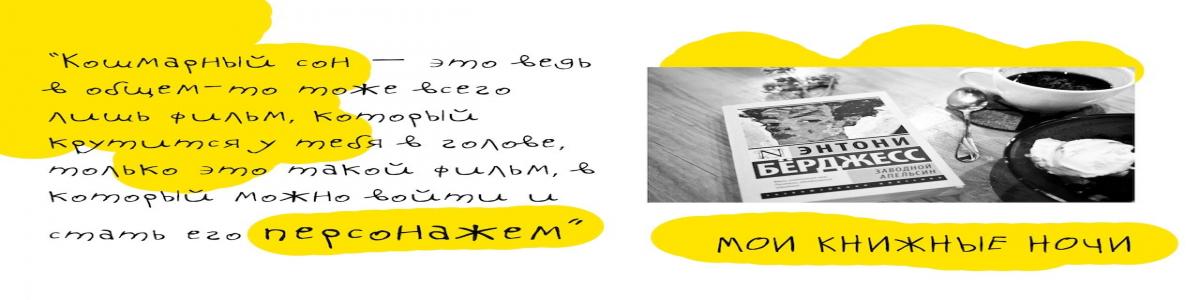 "Кошмарный сон — это ведь
в общем-то тоже всего
лишь фильм, который
крутится у тебя в голове,
только это такой фильм, в
который можно войти и
стать его персонажем"
ЭНТОНИ
БЁРДЖЕСС
ЗАВОДНОЙ
АПЕЛЬСИН
МОИ КНИЖНЫЕ НОЧИ